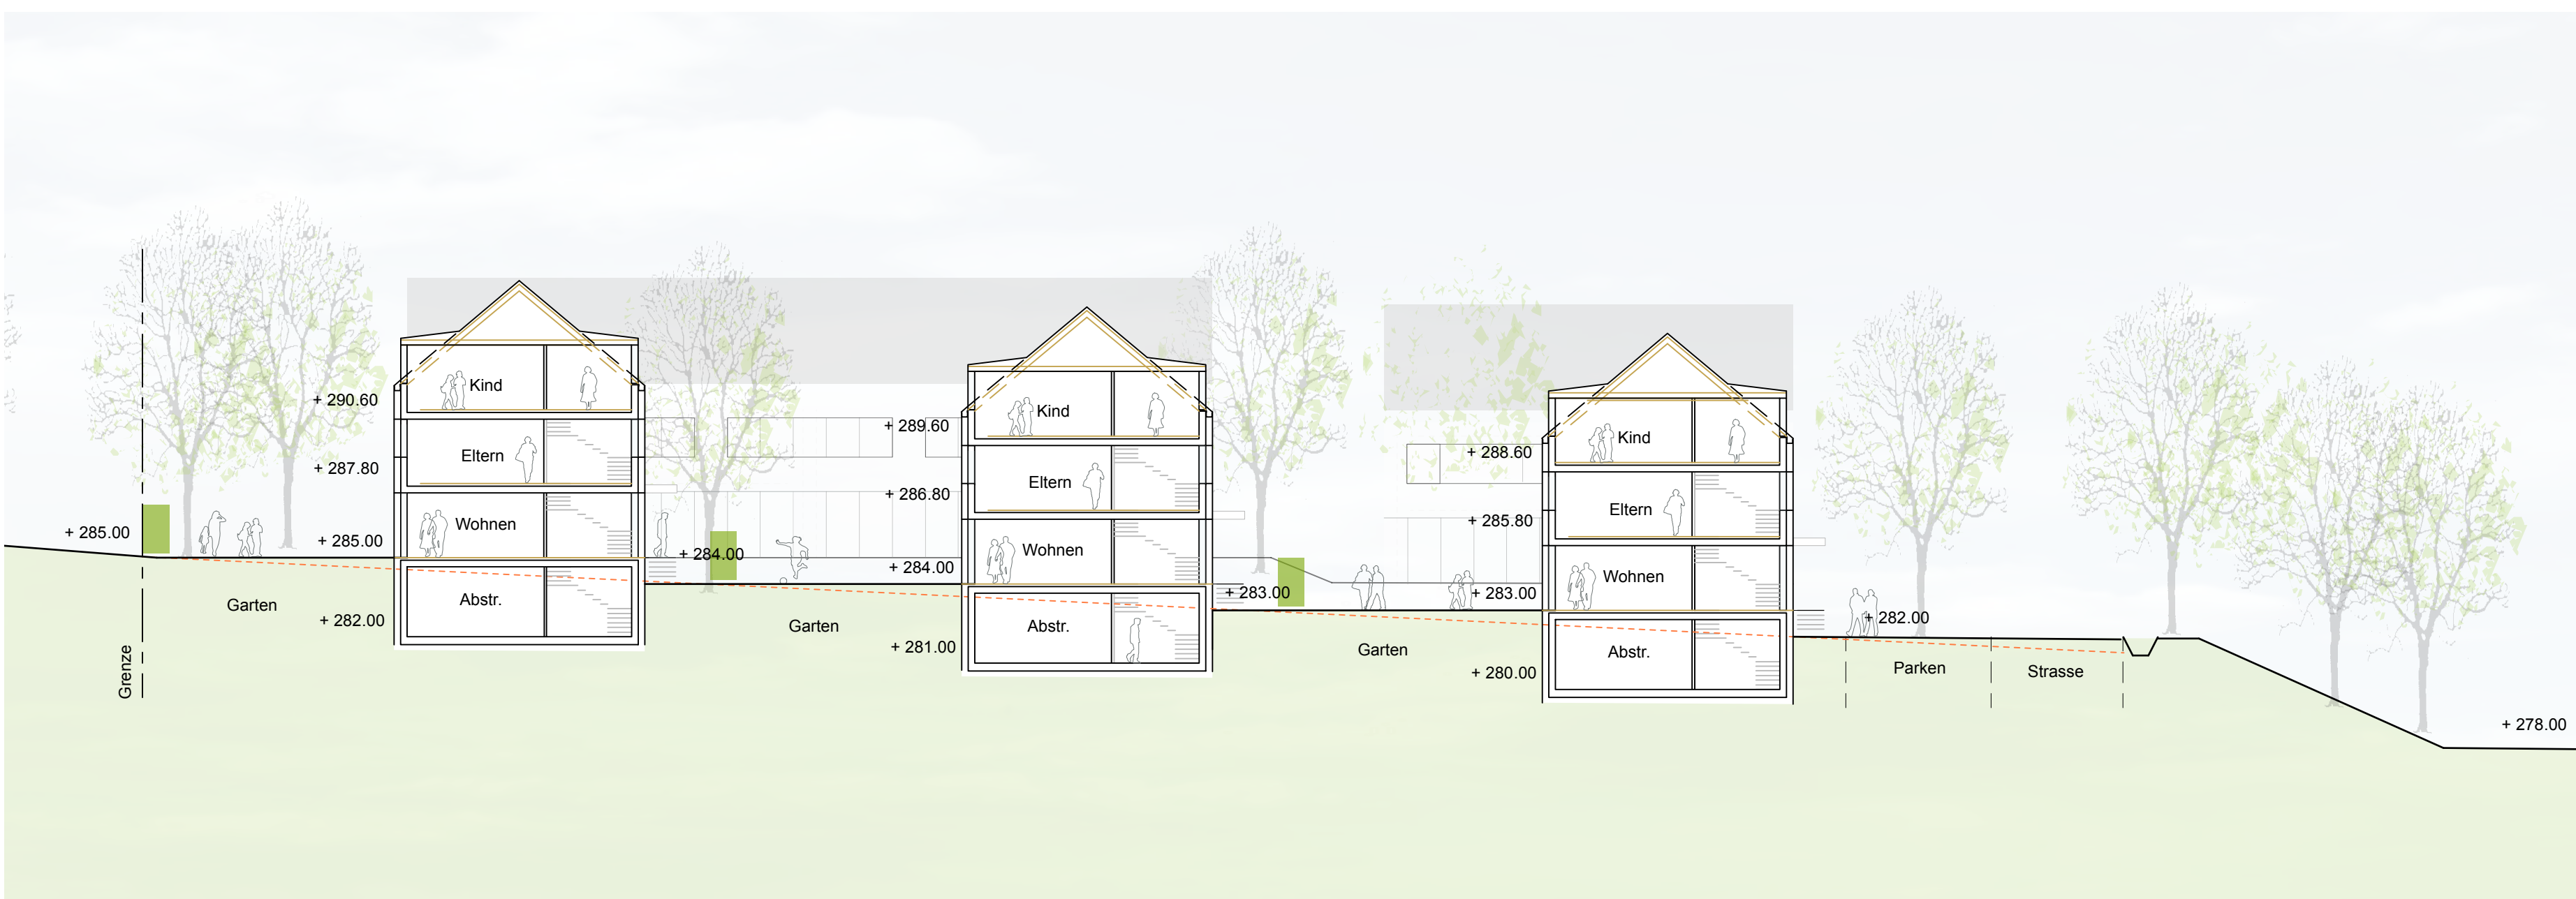 + 285.00
Grenze
Garten
+ 290.60
+ 287.80
+ 285.00
+ 282.00
Kind
Eltern
Wohnen
Abstr.
+ 284.00
Garten
+ 289.60
+ 286.80
+ 284.00
+ 281.00
Kind
Eltern
Wohnen
Abstr.
+ 283.00
Garten
+ 288.60
+ 285.80
+ 283.00
+ 280.00
Kind
Eltern
Wohnen
Abstr.
+ 282.00
Parken
Strasse
+ 278.00